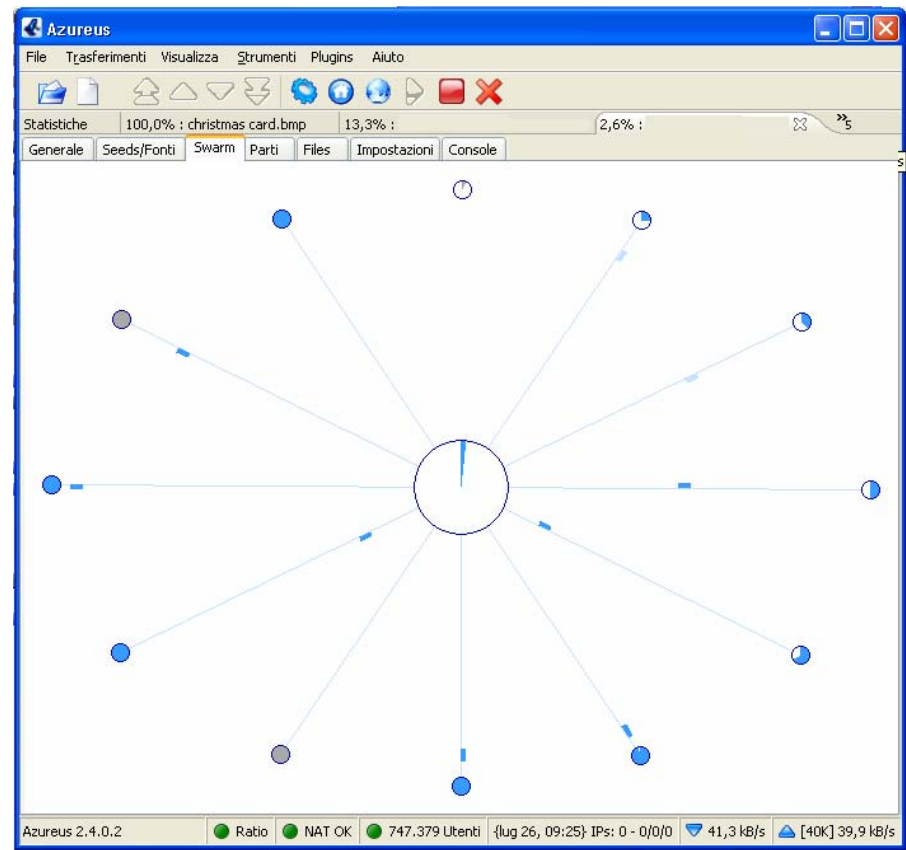 Azureus
File Trasferimenti Visualizza Strumenti Plugins Aiuto
Statistiche 100,0% : christmas card.bmp 13,3% : 2,6% : »5
Generale Seeds/Fonti Swarm Parti Files Impostazioni Console
s
Azureus 2.4.0.2 Ratio NAT OK 747.379 Utenti {lug 26, 09:25} IPs: 0 - 0/0/0 41,3 kB/s [40K] 39,9 kB/s